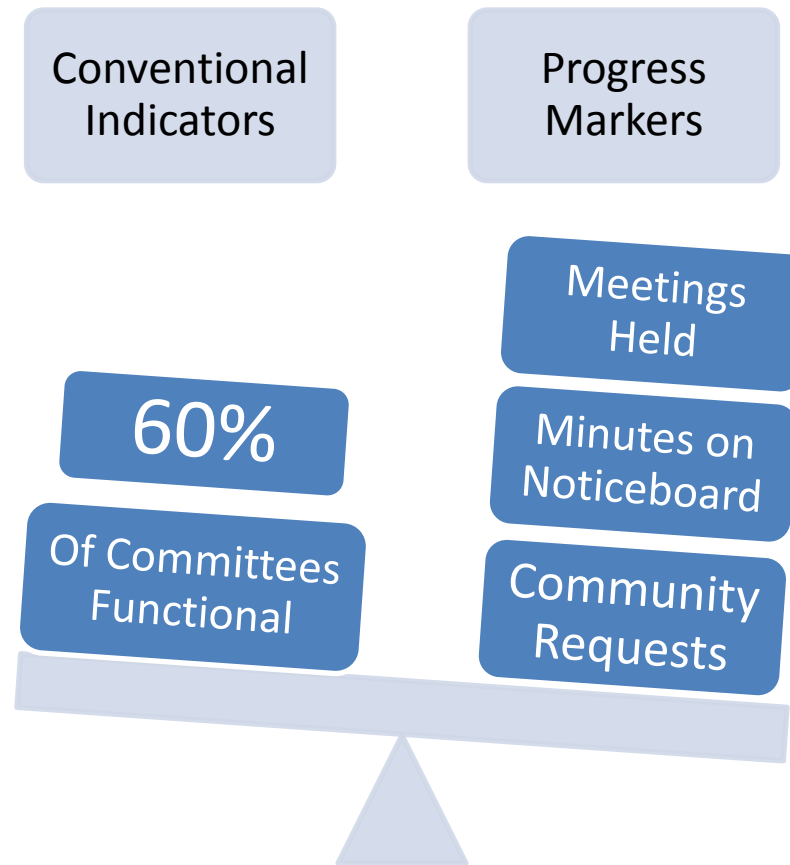 Conventional
Indicators
Progress
Markers
60%
Of Committees
Functional
Meetings
Held
Minutes on
Noticeboard
Community
Requests